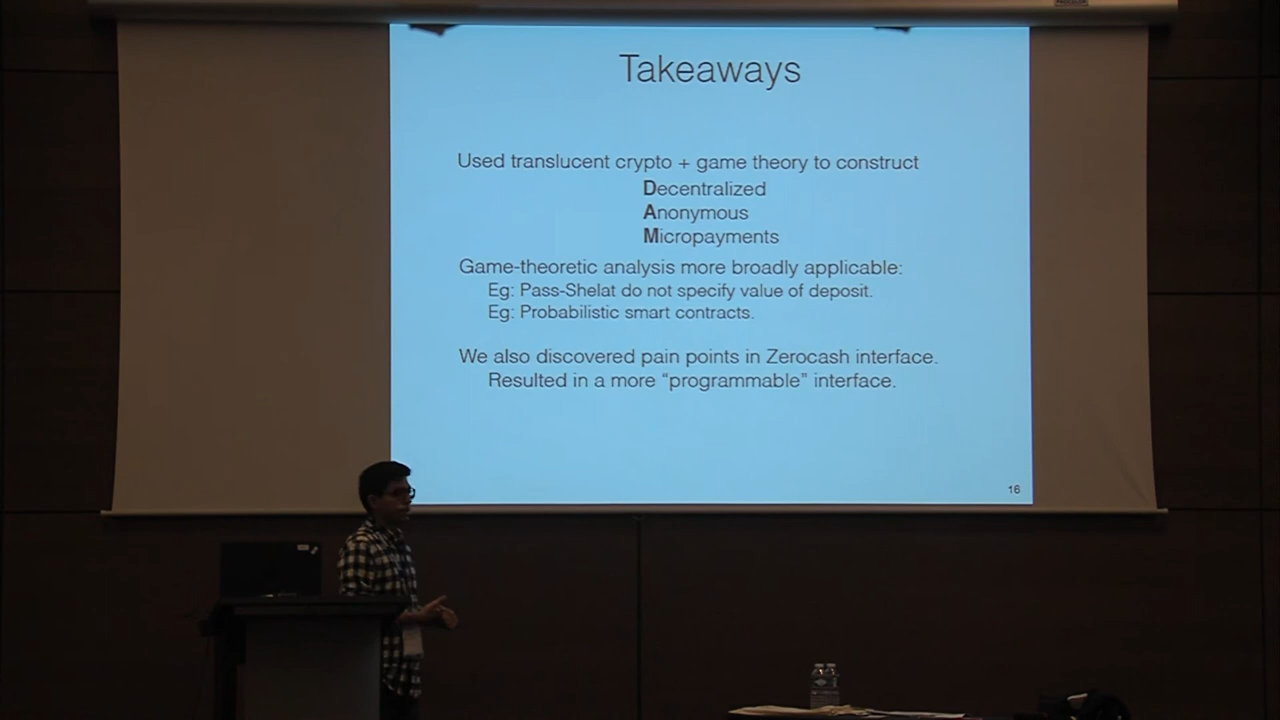 Takeaways
Used translucent crypto + game theory to construct
Decentralized
Anonymous
Micropayments
Game-theoretic analysis more broadly applicable:
Eg: Pass-Shelat do not specify value of deposit.
Eg: Probabilistic smart contracts.
We also discovered pain points in Zerocash interface.
Resulted in a more “programmable” interface.
16